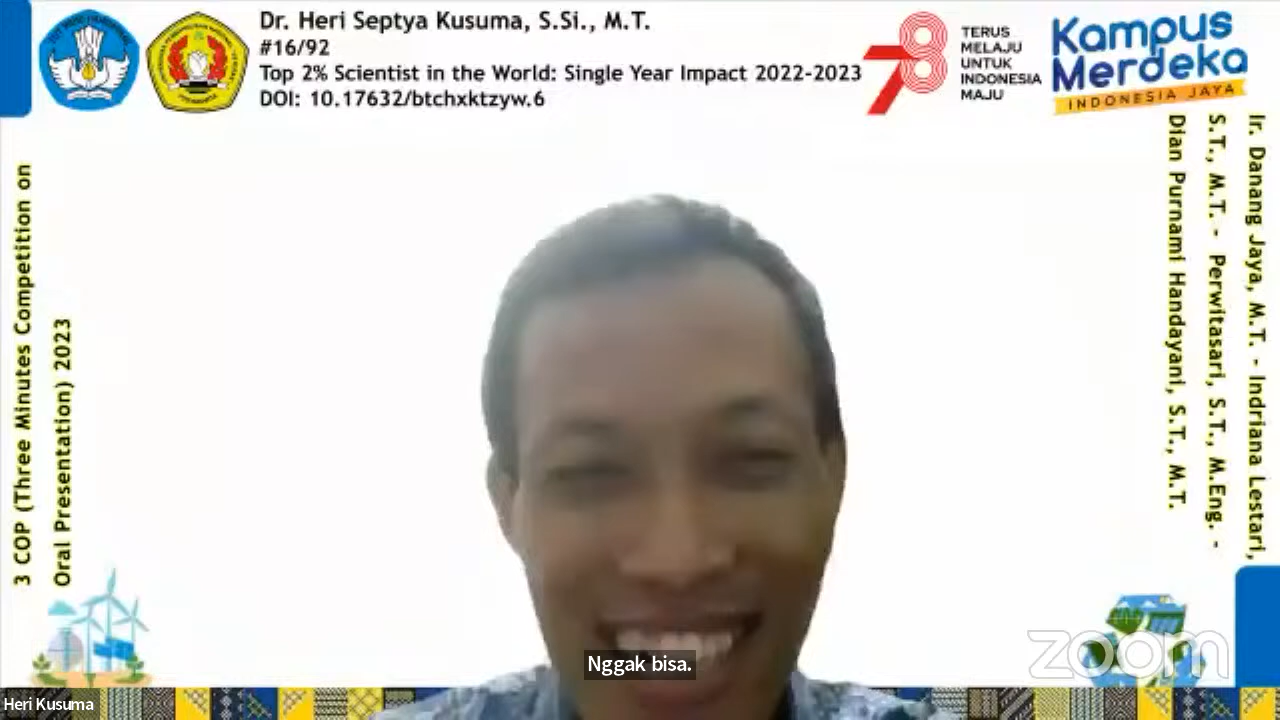 Dr. Heri Septya Kusuma, S.Si., M.T.
#16/92
Top 2% Scientist in the World: Single Year Impact 2022-2023
DOI: 10.17632/btchxktzyw.6
78
TERUS
MELAJU
UNTUK
INDONESIA
MAJU
Kampus
Merdeka
INDONESIA JAYA
3 COP (Three Minutes Competition on
Oral Presentation) 2023
Ir. Danang Jaya, M.T. - Indriana Lestari,
S.T., M.T. - Perwitasari, S.T., M.Eng. -
Dian Purnami Handayani, S.T., M.T.
zoom
Nggak bisa.
Heri Kusuma